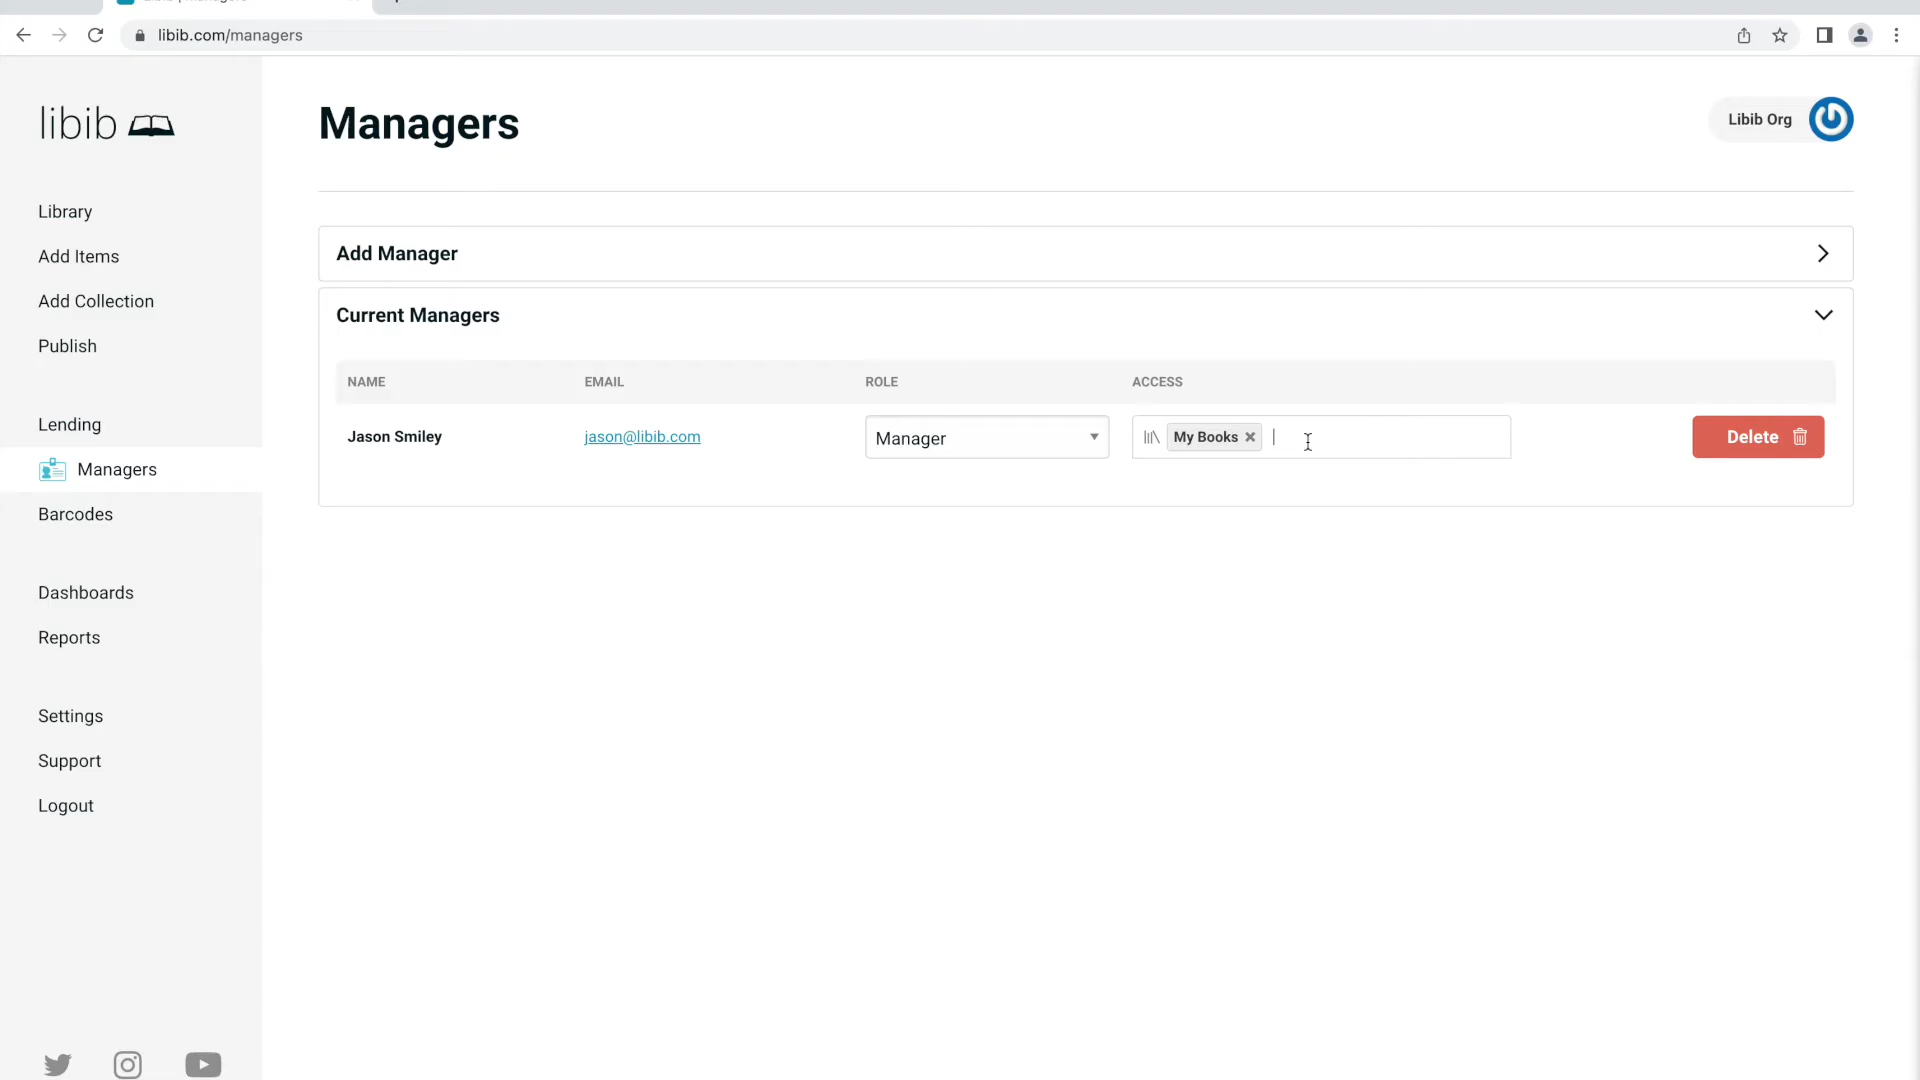 libib.com/managers
libib
Managers
Libib Org
Library
Add Items
Add Collection
Publish
Lending
Managers
Barcodes
Dashboards
Reports
Settings
Support
Logout
Add Manager
Current Managers
NAME EMAIL ROLE ACCESS
Jason Smiley jason@libib.com Manager My Books Delete